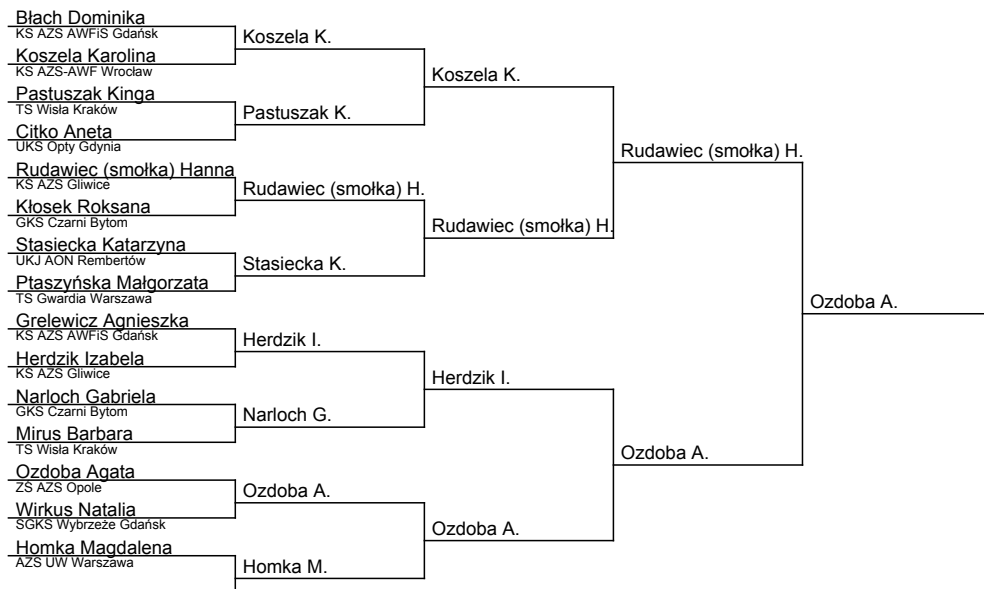 Błach Dominika
KS AZS AWFiS Gdańsk
Koszela Karolina
KS AZS-AWF Wrocław
Pastuszak Kinga
TS Wisła Kraków
Citko Aneta
UKS Opty Gdynia
Rudawiec (smołka) Hanna
KS AZS Gliwice
Kłosek Roksana
GKS Czarni Bytom
Stasiecka Katarzyna
UKJ AON Rembertów
Ptaszyńska Małgorzata
TS Gwardia Warszawa
Grelewicz Agnieszka
KS AZS AWFiS Gdańsk
Herdzik Izabela
KS AZS Gliwice
Narloch Gabriela
GKS Czarni Bytom
Mirus Barbara
TS Wisła Kraków
Ozdoba Agata
ZS AZS Opole
Wirkus Natalia
SGKS Wybrzeże Gdańsk
Homka Magdalena
AZS UW Warszawa
Koszela K.
Pastuszak K.
Rudawiec (smołka) H.
Stasiecka K.
Herdzik I.
Narloch G.
Ozdoba A.
Homka M.
Koszela K.
Rudawiec (smołka) H.
Herdzik I.
Ozdoba A.
Rudawiec (smołka) H.
Ozdoba A.
Ozdoba A.